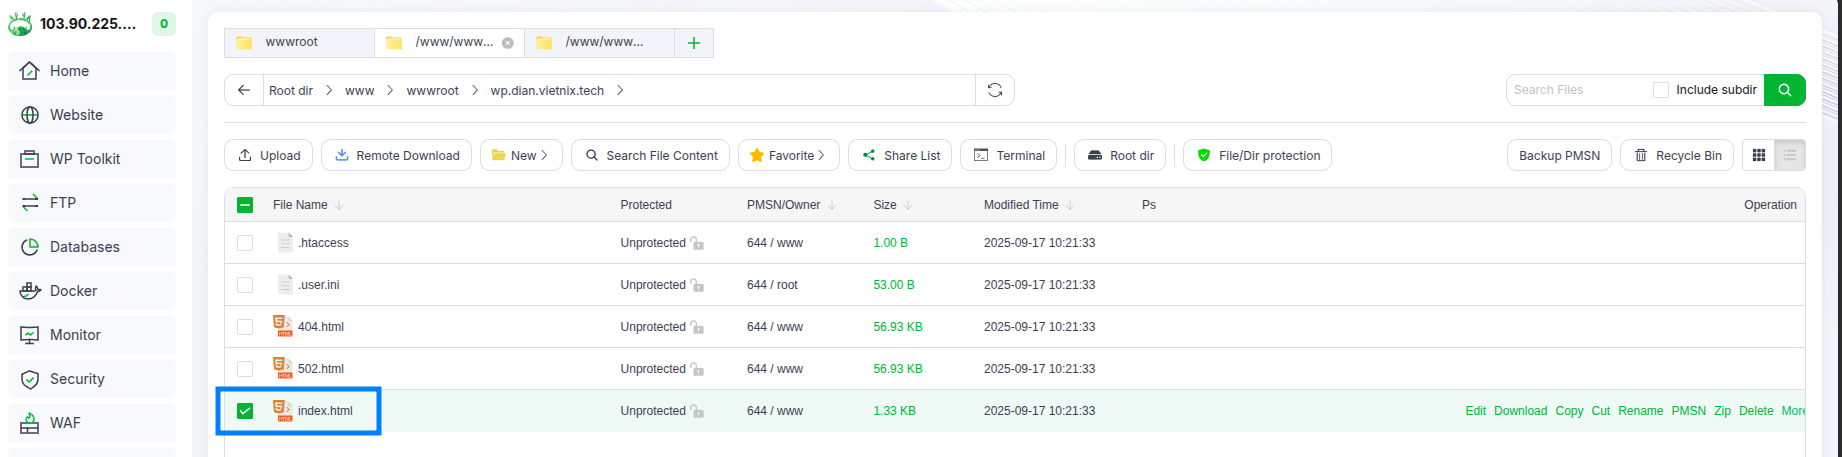 103.90.225.... 0
Home
Website
WP Toolkit
FTP
Databases
Docker
Monitor
Security
WAF
wwwroot /www/www... /www/www...
Root dir www wwwroot wp.dian.vietnix.tech
Search Files Include subdir
Upload Remote Download New Search File Content Favorite Share List Terminal Root dir File/Dir protection Backup PMSN Recycle Bin
File Name Protected PMSN/Owner Size Modified Time Ps Operation
.htaccess Unprotected 644 / www 1.00 B 2025-09-17 10:21:33
.user.ini Unprotected 644 / root 53.00 B 2025-09-17 10:21:33
404.html Unprotected 644 / www 56.93 KB 2025-09-17 10:21:33
502.html Unprotected 644 / www 56.93 KB 2025-09-17 10:21:33
index.html Unprotected 644 / www 1.33 KB 2025-09-17 10:21:33 Edit Download Copy Cut Rename PMSN Zip Delete More